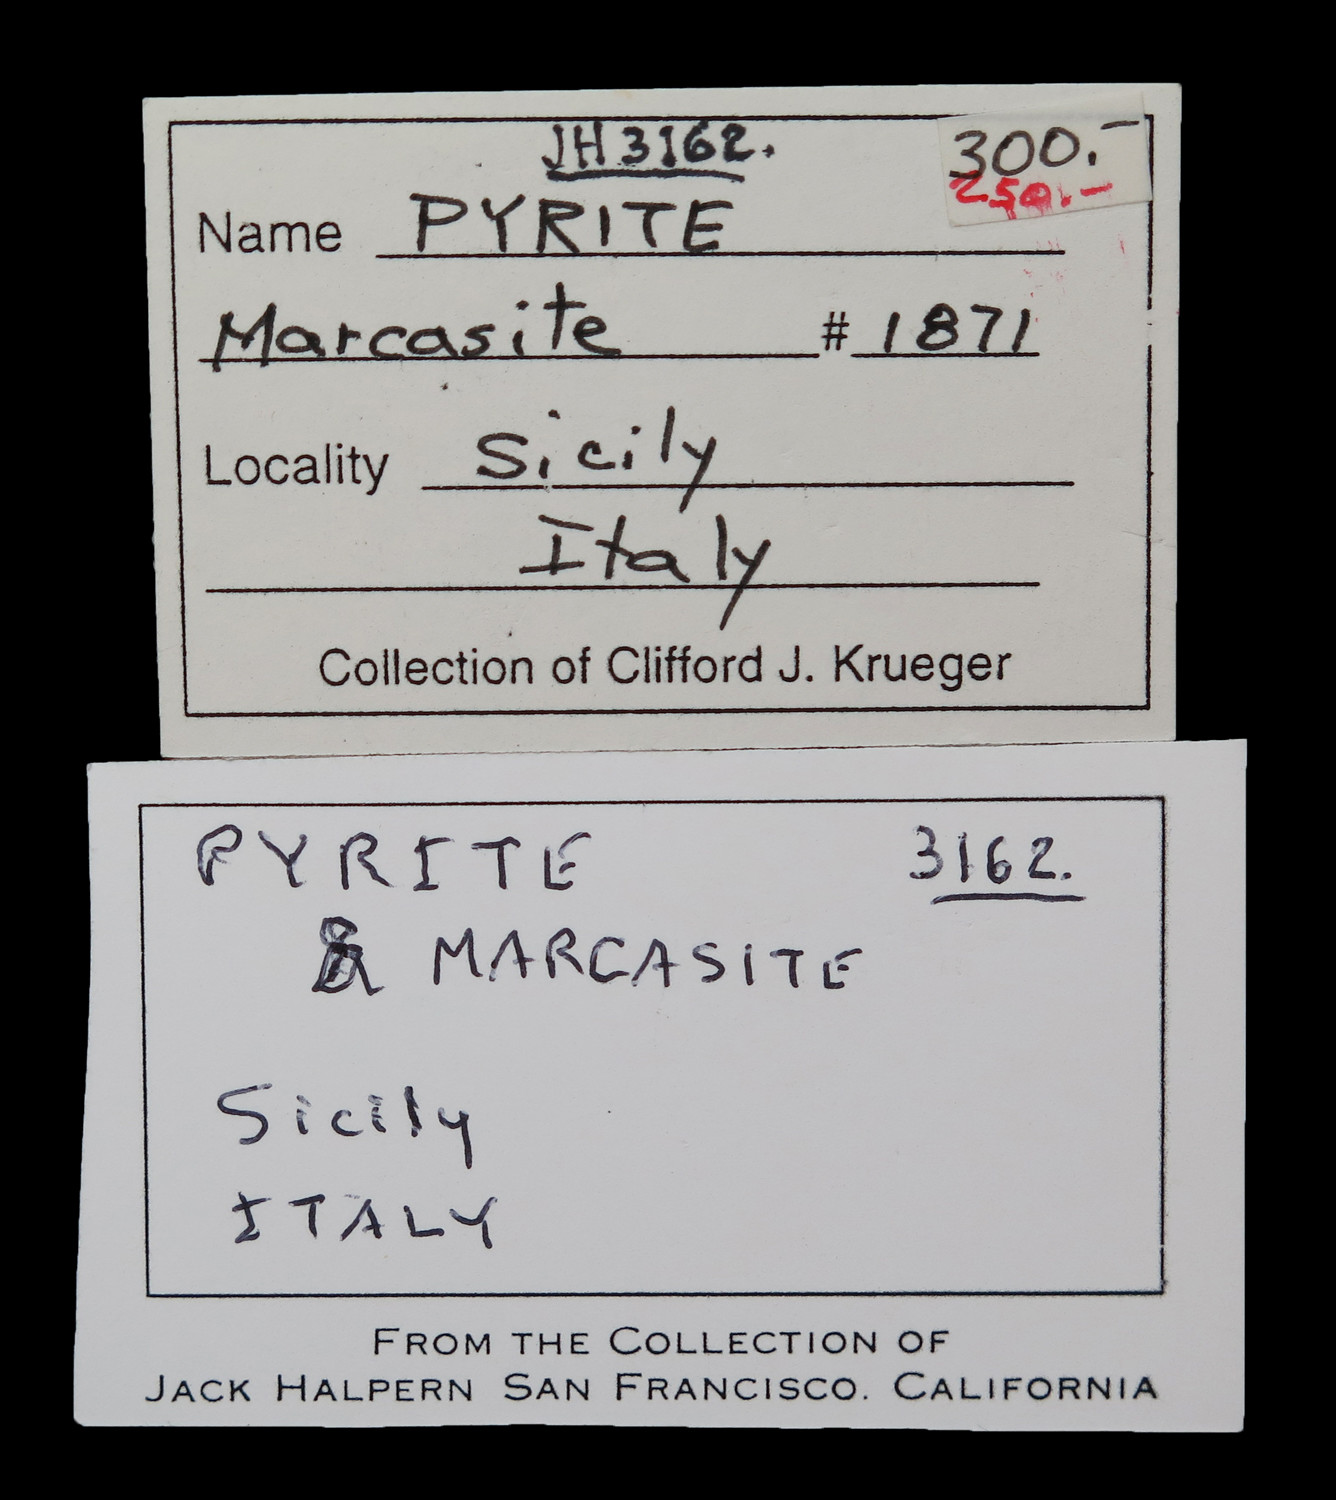 JH 3162.
300.-
250.-
Name PYRITE
Marcasite # 1871
Locality Sicily
Italy
Collection of Clifford J. Krueger
PYRITE 3162.
& MARCASITE
Sicily
ITALY
FROM THE COLLECTION OF
JACK HALPERN SAN FRANCISCO. CALIFORNIA